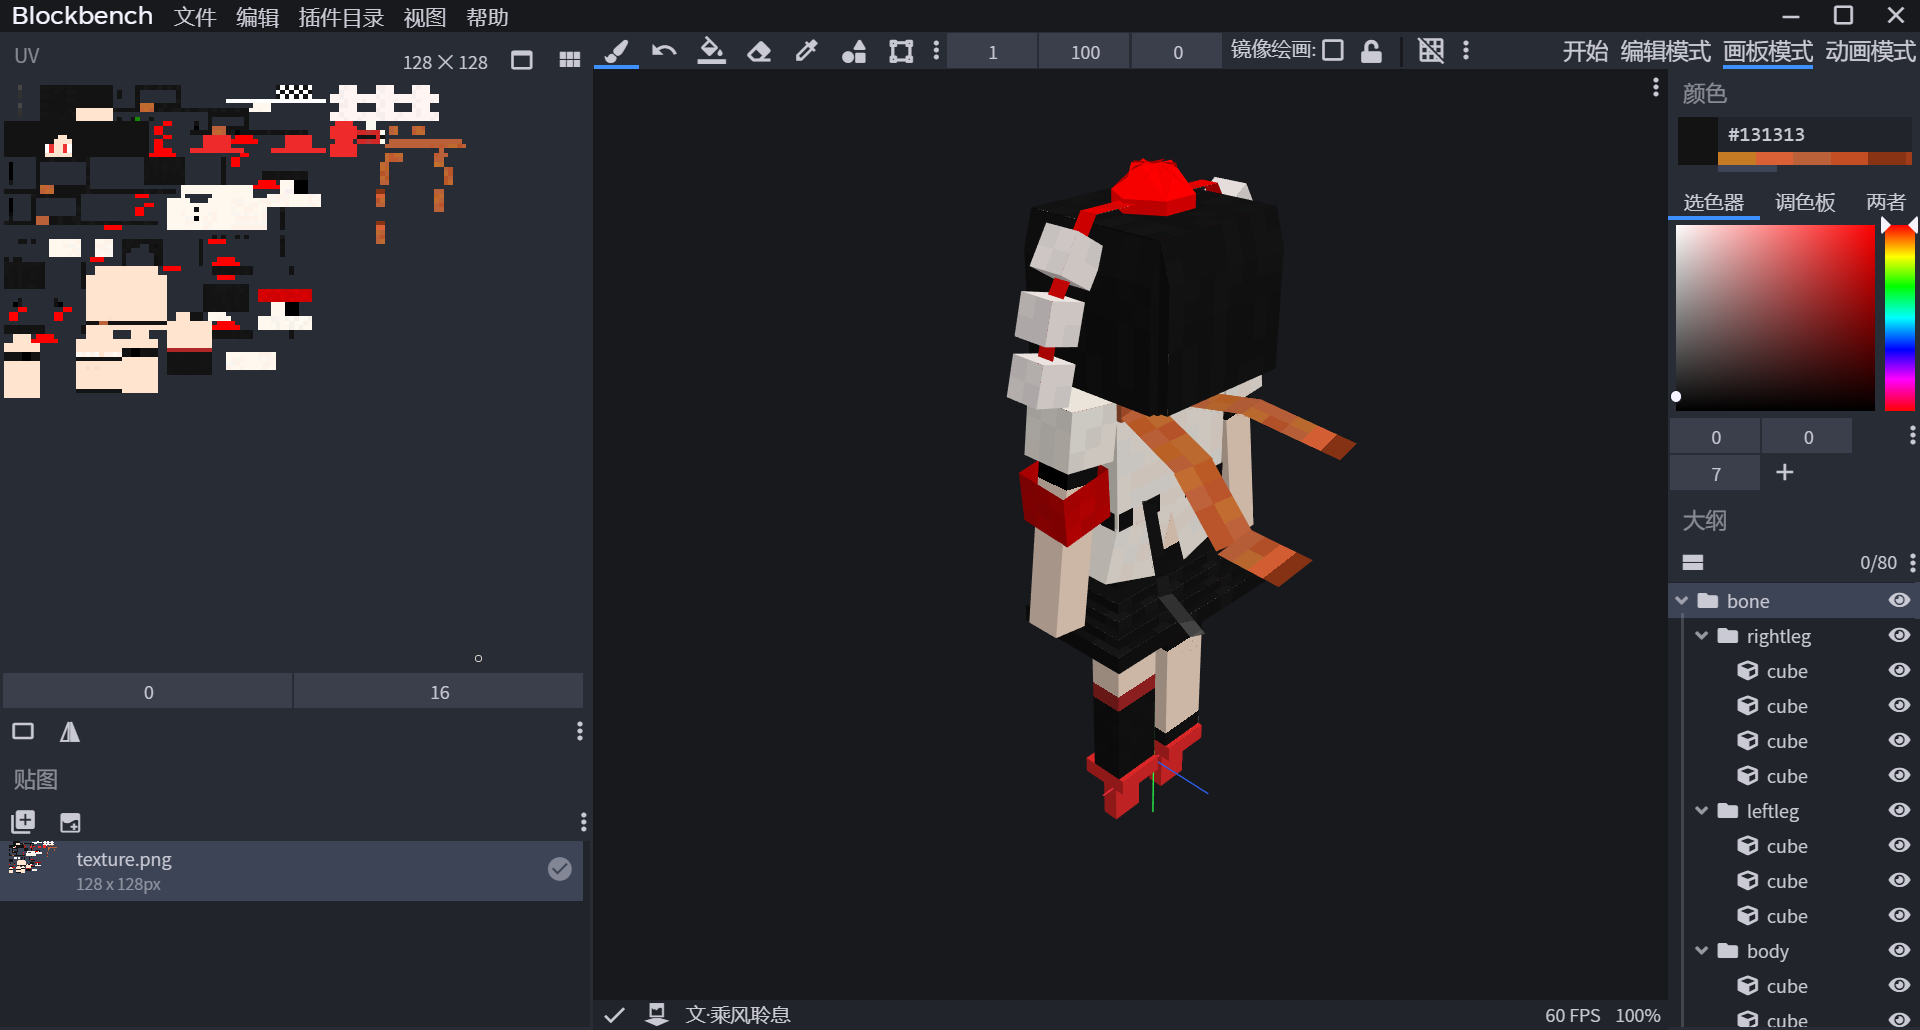 Blockbench 文件 编辑 插件目录 视图 帮助
UV
128×128
1 100 0 镜像绘画:
开始 编辑模式 画板模式 动画模式
颜色
#131313
选色器 调色板 两者
0 0
7
大纲
0/80
bone
rightleg
cube
cube
cube
cube
leftleg
cube
cube
cube
body
cube
cube
0 16
贴图
texture.png
128 x 128px
文·乘风聆息
60 FPS 100%